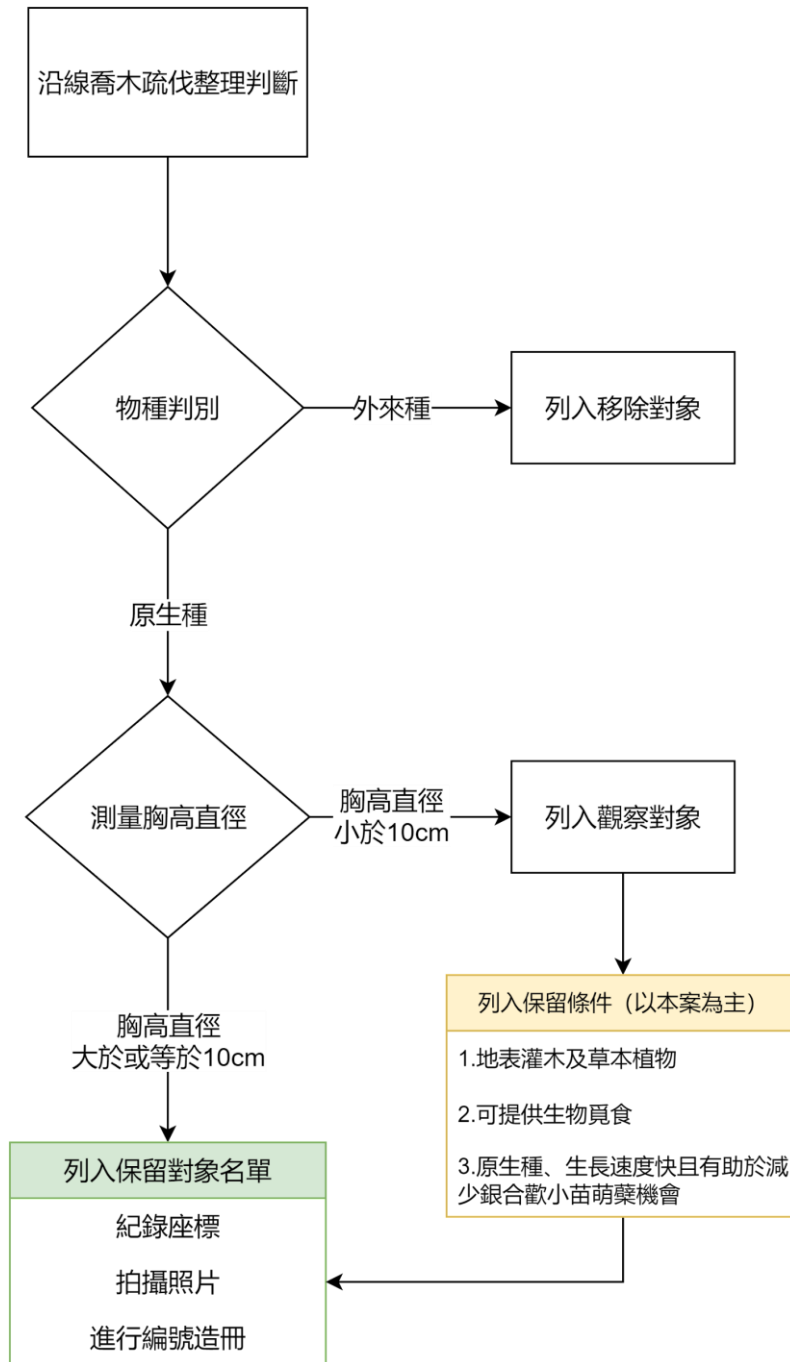 沿線喬木疏伐整理判斷
物種判別
外來種
列入移除對象
原生種
測量胸高直徑
胸高直徑
小於10cm
列入觀察對象
胸高直徑
大於或等於10cm
列入保留條件（以本案為主）
1.地表灌木及草本植物
2.可提供生物覓食
3.原生種、生長速度快且有助於減
少銀合歡小苗萌蘗機會
列入保留對象名單
紀錄座標
拍攝照片
進行編號造冊